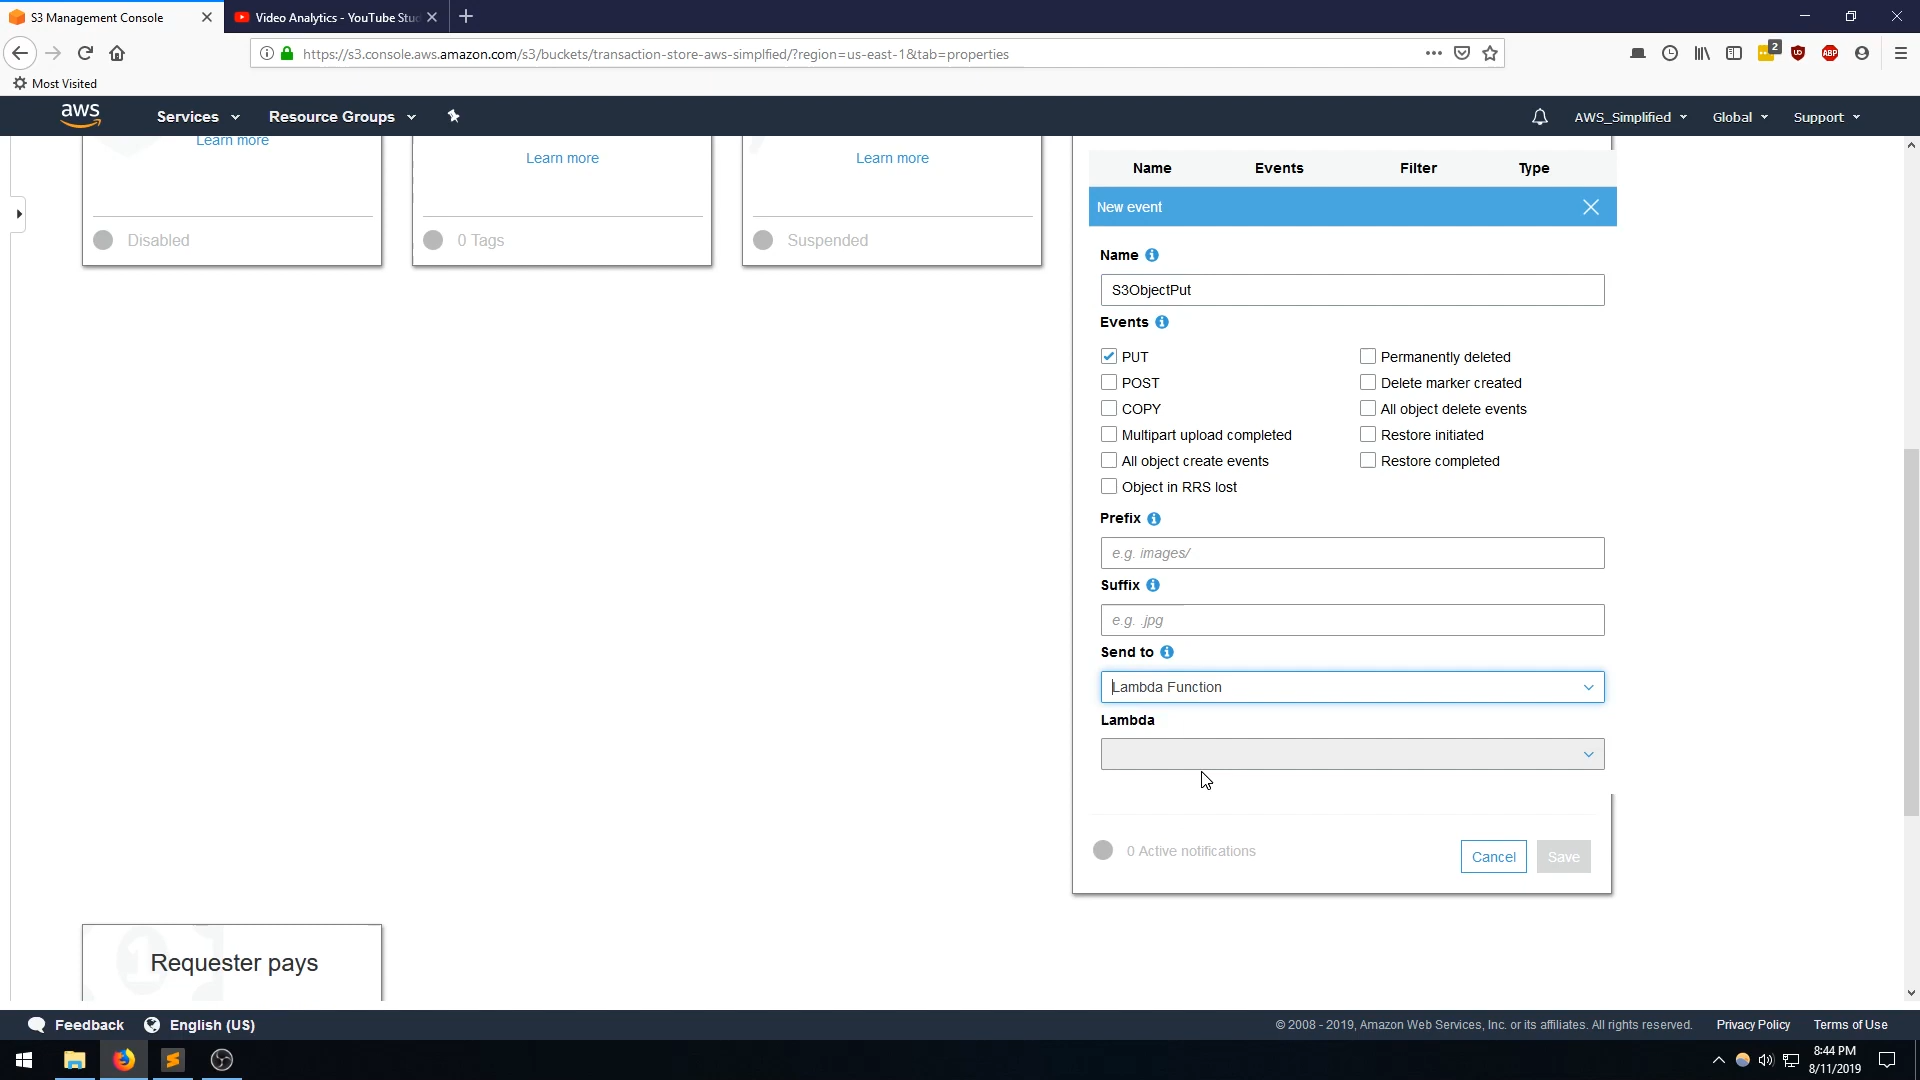 S3 Management Console
Video Analytics - YouTube Stu
https://s3.console.aws.amazon.com/s3/buckets/transaction-store-aws-simplfied/?region=us-east-1&tab=properties
2
ABP
Most Visited
aws
Services
Resource Groups
AWS_Simplified
Global
Support
Learn more
Learn more
Learn more
Disabled
0 Tags
Suspended
Name Events Filter Type
New event
Name
S3ObjectPut
Events
PUT
POST
COPY
Multipart upload completed
All object create events
Object in RRS lost
Permanently deleted
Delete marker created
All object delete events
Restore initiated
Restore completed
Prefix
e.g. images/
Suffix
e.g. .jpg
Send to
Lambda Function
Lambda
0 Active notifications
Cancel
Save
Requester pays
Feedback
English (US)
© 2008 - 2019, Amazon Web Services, Inc. or its affiliates. All rights reserved.
Privacy Policy
Terms of Use
8:44 PM
8/11/2019